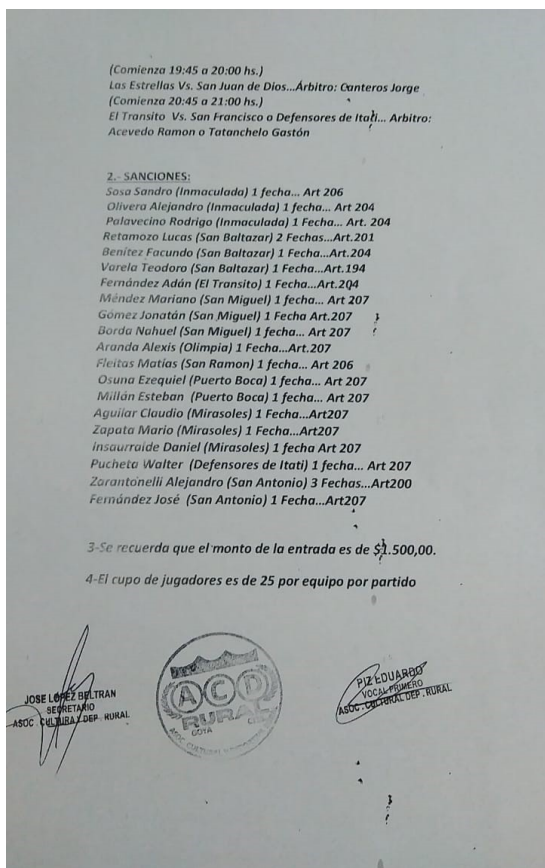 (Comienza 19:45 a 20:00 hs.)
Las Estrellas Vs. San Juan de Dios...Árbitro: Canteros Jorge
(Comienza 20:45 a 21:00 hs.)
El Transito Vs. San Francisco o Defensores de Itati... Arbitro:
Acevedo Ramon o Tatanchelo Gastón
2.- SANCIONES:
Sosa Sandro (Inmaculada) 1 fecha... Art 206
Olivera Alejandro (Inmaculada) 1 fecha... Art 204
Palavecino Rodrigo (Inmaculada) 1 Fecha... Art. 204
Retamozo Lucas (San Baltazar) 2 Fechas...Art.201
Benítez Facundo (San Baltazar) 1 Fecha...Art.204
Varela Teodoro (San Baltazar) 1 Fecha...Art.194
Fernández Adán (El Transito) 1 Fecha...Art.204
Méndez Mariano (San Miguel) 1 fecha... Art 207
Gómez Jonatán (San Miguel) 1 Fecha Art.207
Borda Nahuel (San Miguel) 1 fecha... Art 207
Aranda Alexis (Olimpia) 1 Fecha...Art.207
Fleitas Matías (San Ramon) 1 fecha... Art 206
Osuna Ezequiel (Puerto Boca) 1 fecha... Art 207
Millán Esteban (Puerto Boca) 1 fecha... Art 207
Aguilar Claudio (Mirasoles) 1 Fecha...Art207
Zapata Mario (Mirasoles) 1 Fecha...Art207
insaurralde Daniel (Mirasoles) 1 fecha Art 207
Pucheta Walter (Defensores de Itati) 1 fecha... Art 207
Zarantonelli Alejandro (San Antonio) 3 Fechas...Art200
Fernández José (San Antonio) 1 Fecha...Art207
3-Se recuerda que el monto de la entrada es de $1.500,00.
4-El cupo de jugadores es de 25 por equipo por partido
JOSE LOPEZ BELTRAN
SECRETARIO
ASOC. CULTURAL DEP. RURAL
ACD
RURAL
GOYA
ASOC. CULTURAL
PIZ EDUARDO
VOCAL PRIMERO
ASOC. CULTURAL DEP. RURAL